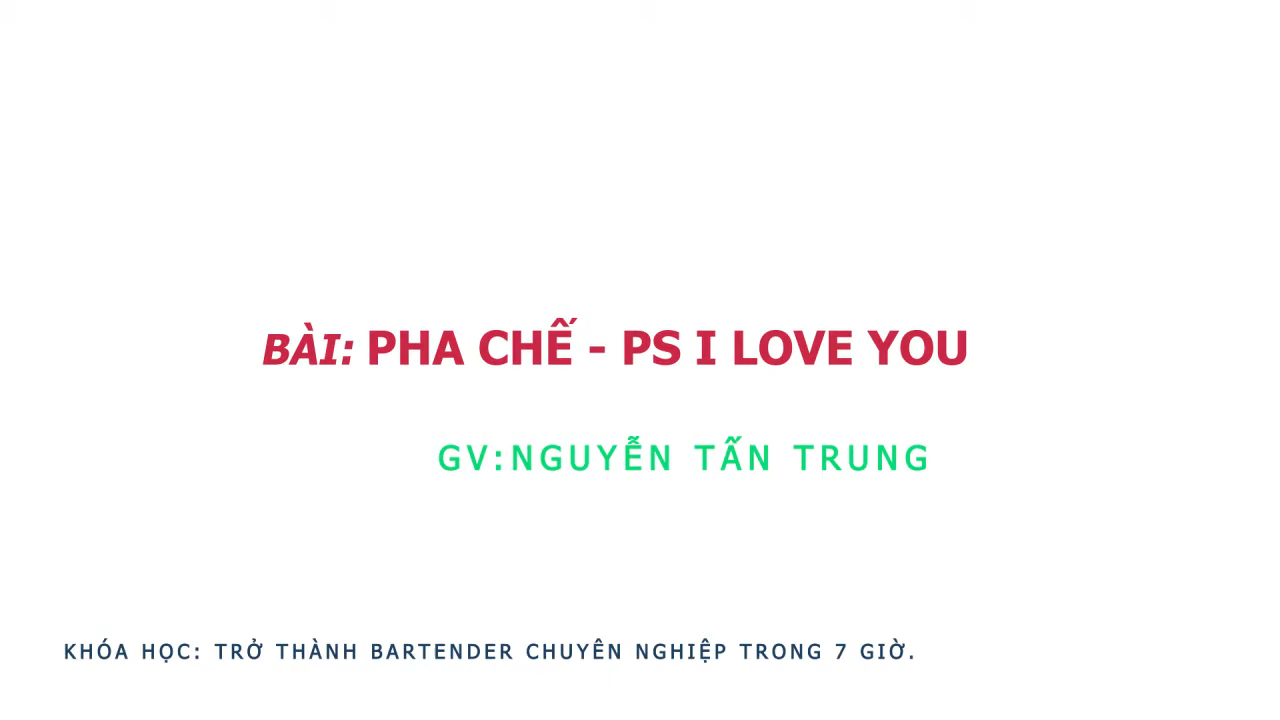 BÀI: PHA CHẾ - PS I LOVE YOU
GV:NGUYỄN TẤN TRUNG
KHÓA HỌC: TRỞ THÀNH BARTENDER CHUYÊN NGHIỆP TRONG 7 GIỜ.